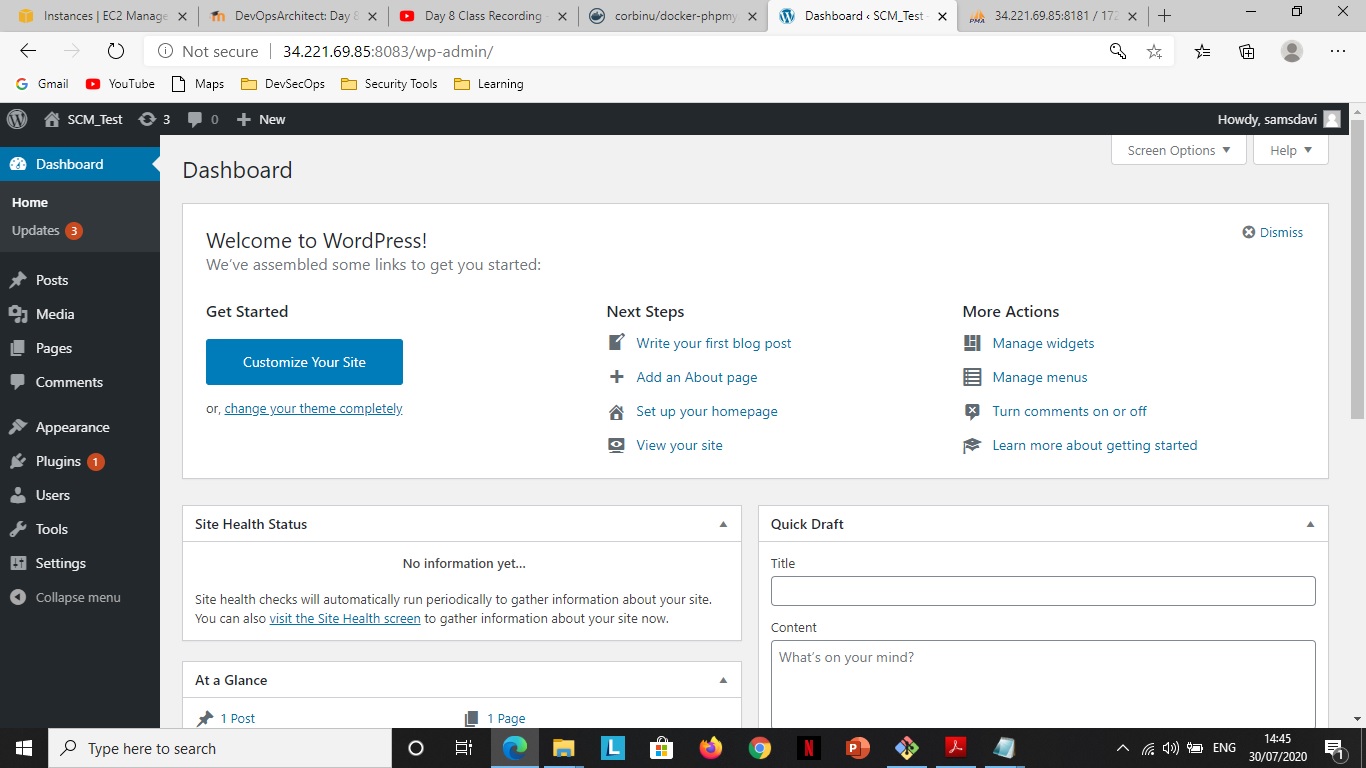 Instances | EC2 Manage
DevOpsArchitect: Day 8
Day 8 Class Recording -
corbinu/docker-phpmy
Dashboard ‹ SCM_Test -
34.221.69.85:8181 / 172
Not secure
34.221.69.85:8083/wp-admin/
Gmail
YouTube
Maps
DevSecOps
Security Tools
Learning
SCM_Test
3
0
New
Howdy, samsdavi
Dashboard
Home
Updates 3
Posts
Media
Pages
Comments
Appearance
Plugins 1
Users
Tools
Settings
Collapse menu
Dashboard
Screen Options
Help
Welcome to WordPress!
We've assembled some links to get you started:
Dismiss
Get Started
Customize Your Site
or, change your theme completely
Next Steps
Write your first blog post
Add an About page
Set up your homepage
View your site
More Actions
Manage widgets
Manage menus
Turn comments on or off
Learn more about getting started
Site Health Status
No information yet...
Site health checks will automatically run periodically to gather information about your site.
You can also visit the Site Health screen to gather information about your site now.
At a Glance
1 Post
1 Page
Quick Draft
Title
Content
What's on your mind?
Type here to search
ENG
14:45
30/07/2020
1